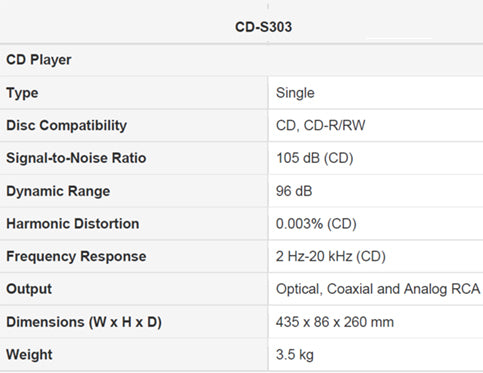 CD-S303
CD Player
Type Single
Disc Compatibility CD, CD-R/RW
Signal-to-Noise Ratio 105 dB (CD)
Dynamic Range 96 dB
Harmonic Distortion 0.003% (CD)
Frequency Response 2 Hz-20 kHz (CD)
Output Optical, Coaxial and Analog RCA
Dimensions (W x H x D) 435 x 86 x 260 mm
Weight 3.5 kg